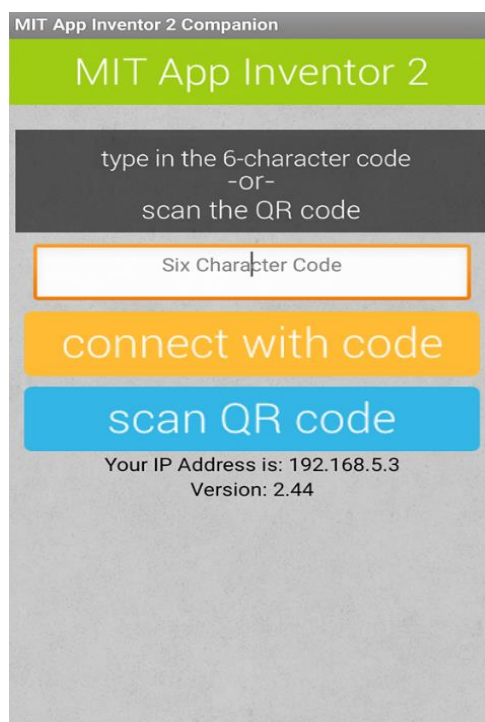 MIT App Inventor 2 Companion
MIT App Inventor 2
type in the 6-character code
-or-
scan the QR code
Six Character Code
connect with code
scan QR code
Your IP Address is: 192.168.5.3
Version: 2.44